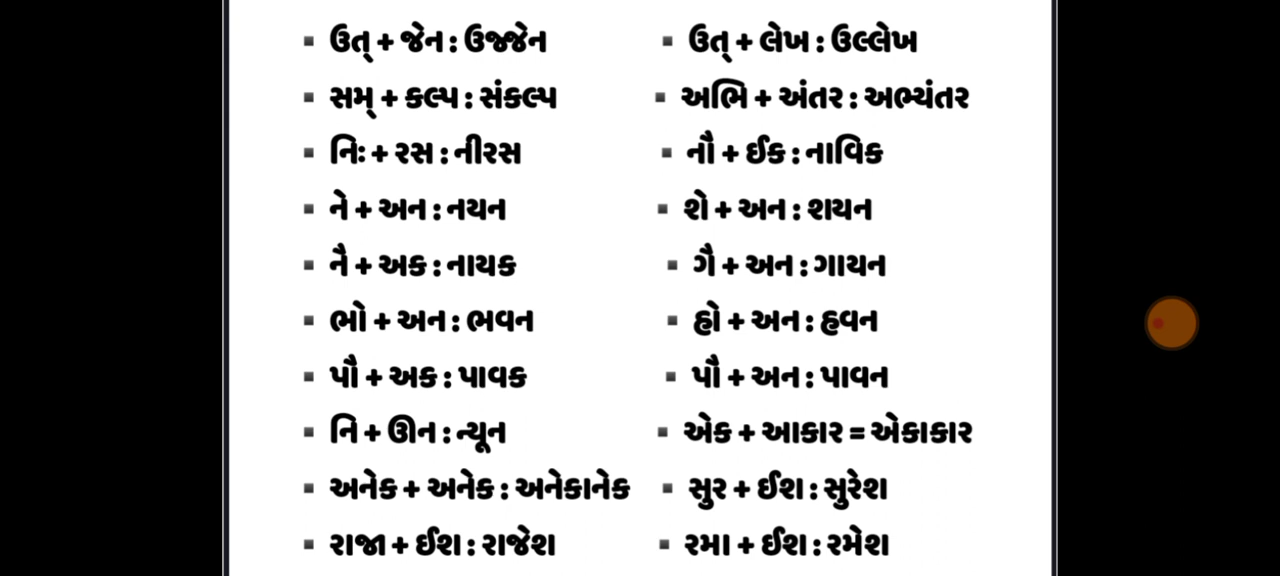 ▪ ઉત્ + જેન : ઉજ્જેન ▪ ઉત્ + લેખ : ઉલ્લેખ
▪ સમ્ + કલ્પ : સંકલ્પ ▪ અભિ + અંતર : અભ્યંતર
▪ નિઃ + રસ : નીરસ ▪ નૌ + ઈક : નાવિક
▪ ને + અન : નયન ▪ શે + અન : શયન
▪ નૈ + અક : નાયક ▪ ગૈ + અન : ગાયન
▪ ભો + અન : ભવન ▪ હો + અન : હવન
▪ પૌ + અક : પાવક ▪ પૌ + અન : પાવન
▪ નિ + ઊન : ન્યૂન ▪ એક + આકાર = એકાકાર
▪ અનેક + અનેક : અનેકાનેક ▪ સુર + ઈશ : સુરેશ
▪ રાજા + ઈશ : રાજેશ ▪ રમા + ઈશ : રમેશ